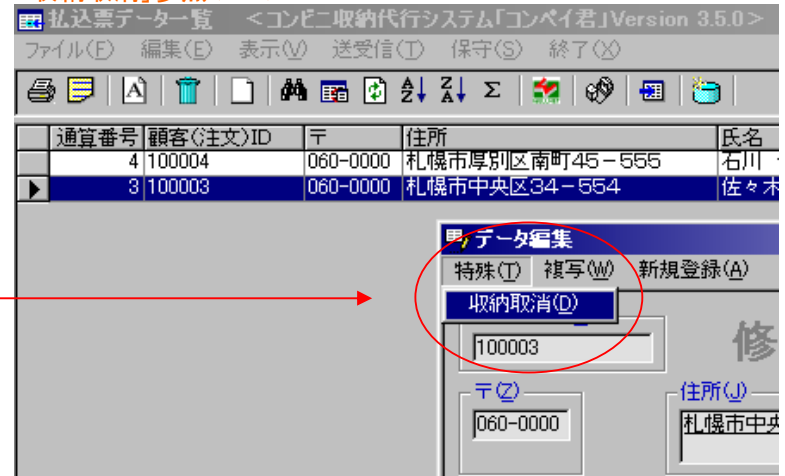 払込票データ一覧 ＜コンビニ収納代行システム「コンペイ君」Version 3.5.0＞
ファイル(F) 編集(E) 表示(V) 送受信(T) 保守(S) 終了(X)
通算番号 顧客(注文)ID 〒 住所 氏名
4 100004 060-0000 札幌市厚別区南町45－555 石川
3 100003 060-0000 札幌市中央区34－554 佐々木
データ編集
特殊(T) 複写(W) 新規登録(A)
収納取消(D)
100003 修
〒(Z) 住所(J)
060-0000 札幌市中央